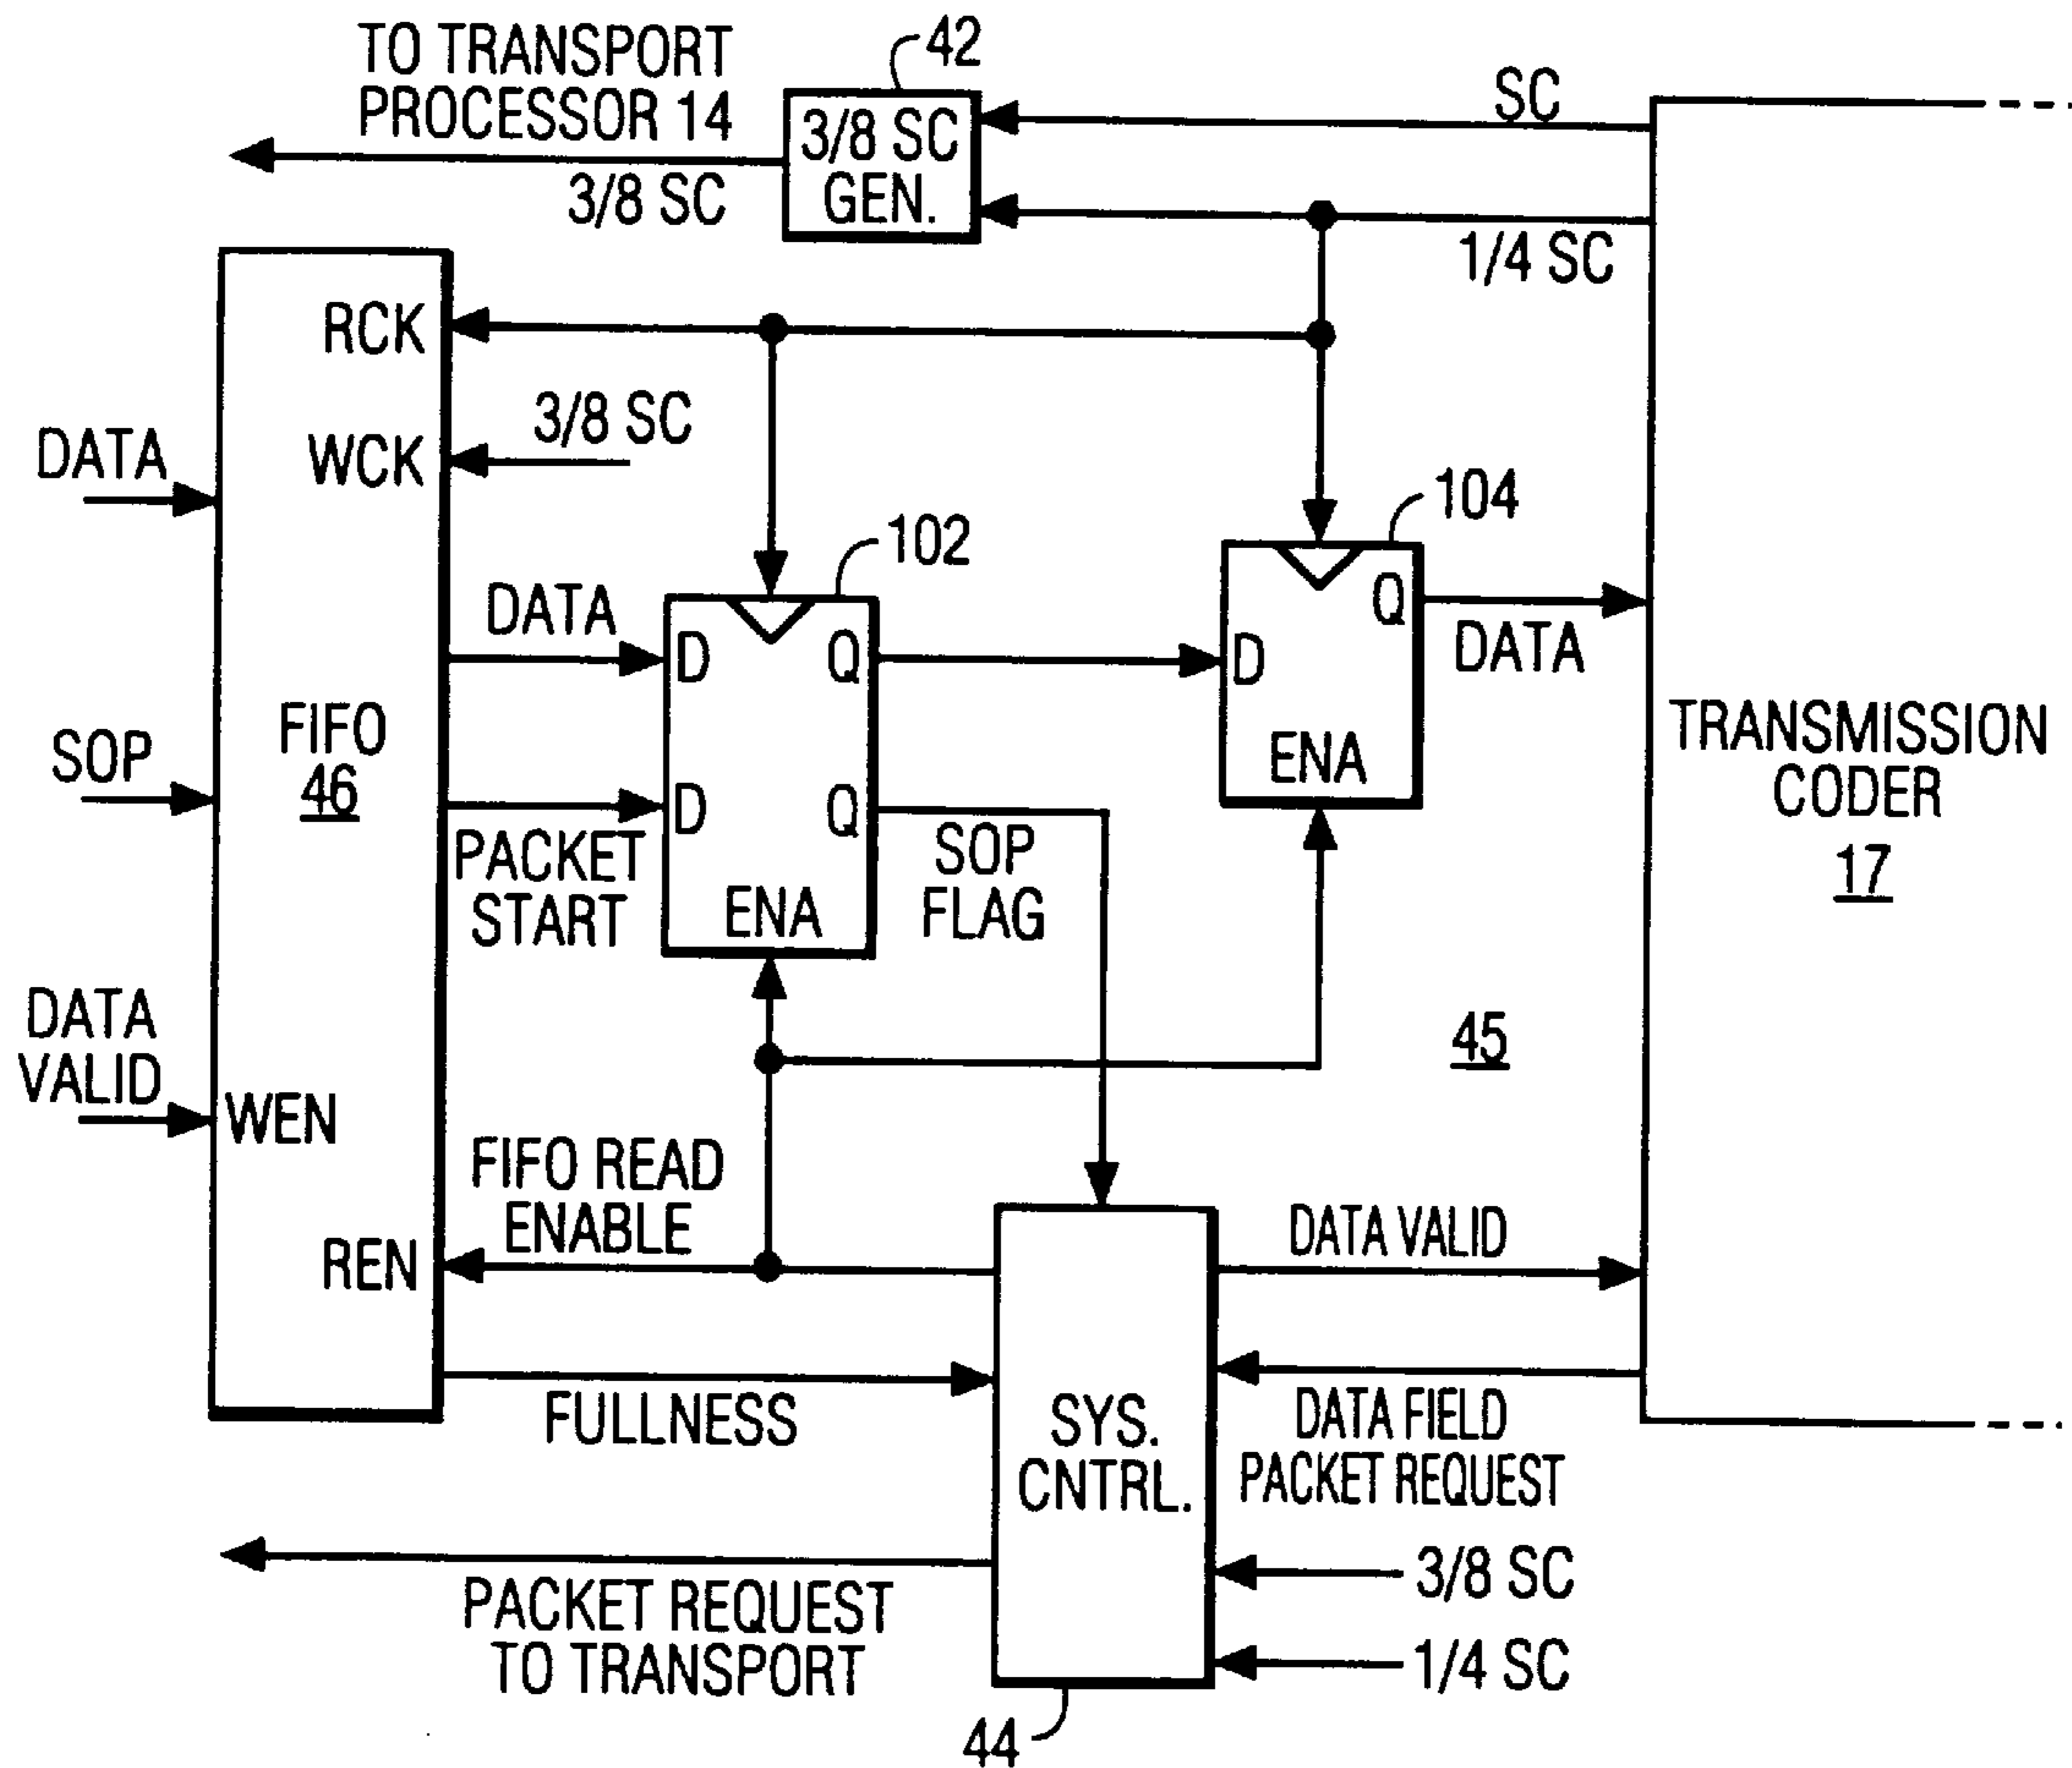 TO TRANSPORT
PROCESSOR 14
42
3/8 SC
GEN.
SC
3/8 SC
1/4 SC
RCK
3/8 SC
WCK
DATA
104
102
DATA
D
Q
Q
D
DATA
ENA
TRANSMISSION
CODER
17
FIFO
46
SOP
D
Q
PACKET
START
SOP
FLAG
ENA
45
DATA
VALID
WEN
FIFO READ
ENABLE
REN
DATA VALID
FULLNESS
SYS.
CNTRL.
DATA FIELD
PACKET REQUEST
3/8 SC
1/4 SC
PACKET REQUEST
TO TRANSPORT
44